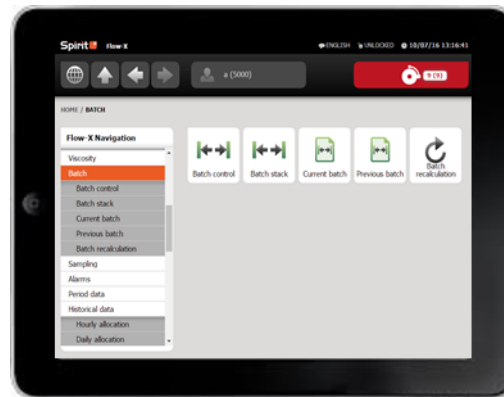 Spirit Flow-X ENGLISH UNLOCKED 10/07/16 13:16:41
a (5000) 9 (9)
HOME / BATCH
Flow-X Navigation
Viscosity
Batch
Batch control
Batch stack
Current batch
Previous batch
Batch recalculation
Sampling
Alarms
Period data
Historical data
Hourly allocation
Daily allocation
Batch control
Batch stack
Current batch
Previous batch
Batch
recalculation